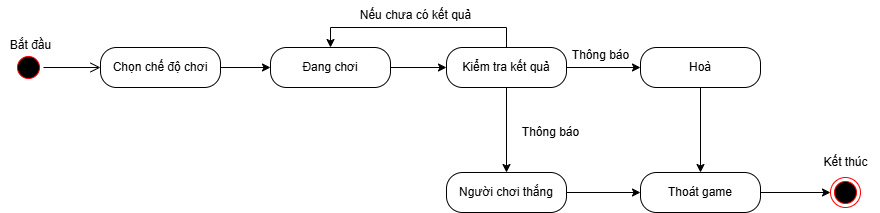 Nếu chưa có kết quả
Bắt đầu
Chọn chế độ chơi
Đang chơi
Kiểm tra kết quả
Thông báo
Hoà
Thông báo
Người chơi thắng
Thoát game
Kết thúc